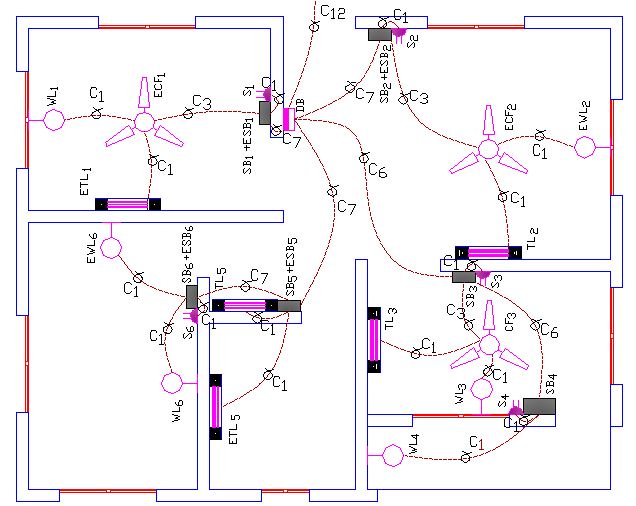 C12
C1
S2
SB2+ESB2
C7
C3
WL1
C1
ECF1
C3
S1
C1
SB1+ESB1
DB
C7
ETL1
C1
C6
C7
ECF2
EWL2
C1
C1
TL2
EWL6
C1
SB6+ESB6
TL5
C7
SB5+ESB5
C1
C1
S6
C1
WL6
C1
ETL5
C1
SB3
S3
TL3
C3
CF3
C6
C1
C1
WL3
S4
SB4
C1
WL4
C1